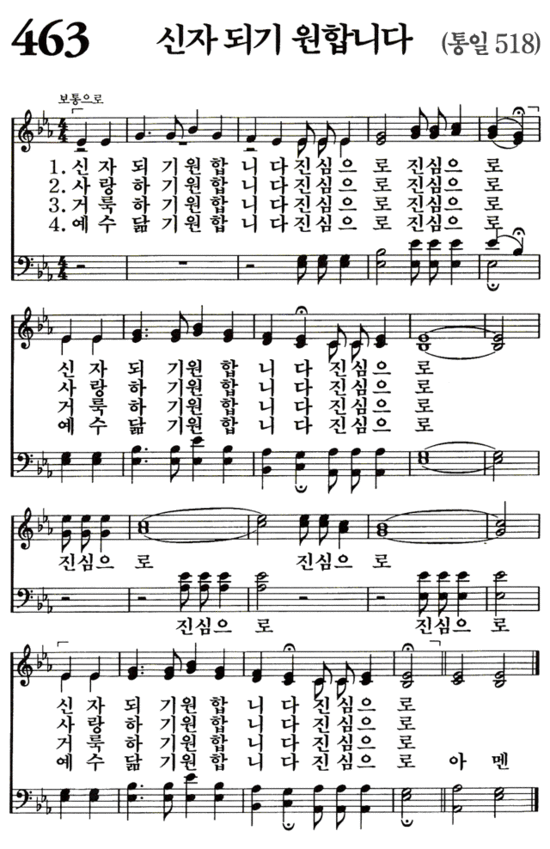 463 신자 되기 원합니다 (통일 518)
보통으로
1. 신 자 되 기 원 합 니 다 진 심 으 로 진 심 으 로
2. 사 랑 하 기 원 합 니 다 진 심 으 로 진 심 으 로
3. 거 룩 하 기 원 합 니 다 진 심 으 로 진 심 으 로
4. 예 수 닮 기 원 합 니 다 진 심 으 로 진 심 으 로
신 자 되 기 원 합 니 다 진 심 으 로
사 랑 하 기 원 합 니 다 진 심 으 로
거 룩 하 기 원 합 니 다 진 심 으 로
예 수 닮 기 원 합 니 다 진 심 으 로
진심으 로 진심으 로
진심으 로 진심으 로
신 자 되 기 원 합 니 다 진 심 으 로
사 랑 하 기 원 합 니 다 진 심 으 로
거 룩 하 기 원 합 니 다 진 심 으 로
예 수 닮 기 원 합 니 다 진 심 으 로 아 멘